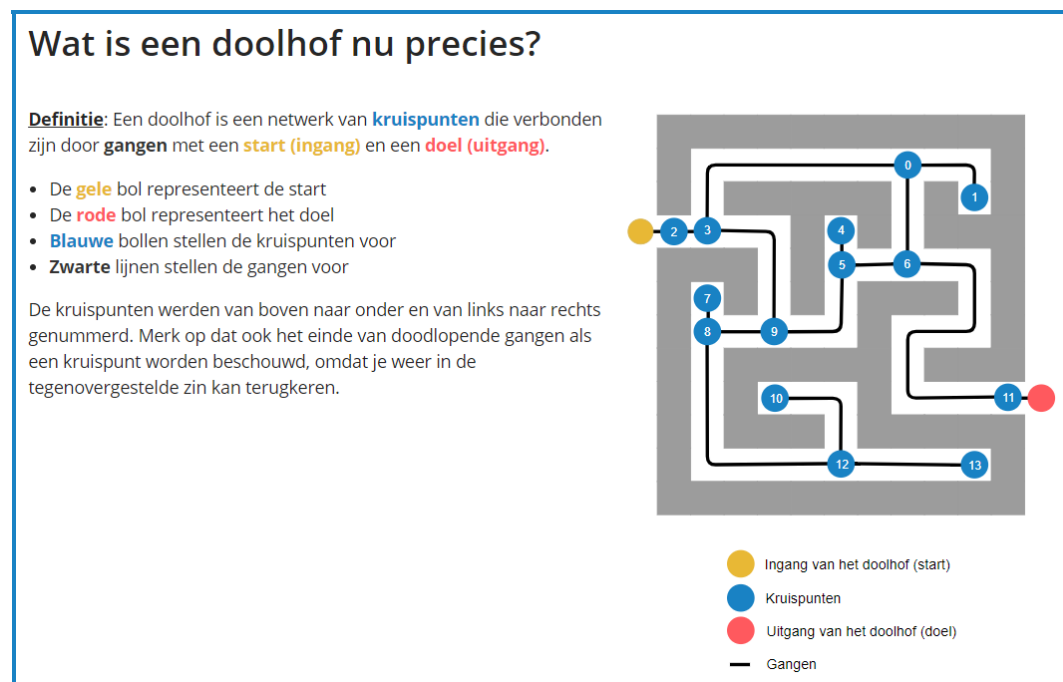 Wat is een doolhof nu precies?
Definitie: Een doolhof is een netwerk van kruispunten die verbonden
zijn door gangen met een start (ingang) en een doel (uitgang).
• De gele bol representeert de start
• De rode bol representeert het doel
• Blauwe bollen stellen de kruispunten voor
• Zwarte lijnen stellen de gangen voor
De kruispunten werden van boven naar onder en van links naar rechts
genummerd. Merk op dat ook het einde van doodlopende gangen als
een kruispunt worden beschouwd, omdat je weer in de
tegenovergestelde zin kan terugkeren.
0
1
2 3 4
5 6
7
8 9
10 11
12 13
Ingang van het doolhof (start)
Kruispunten
Uitgang van het doolhof (doel)
Gangen